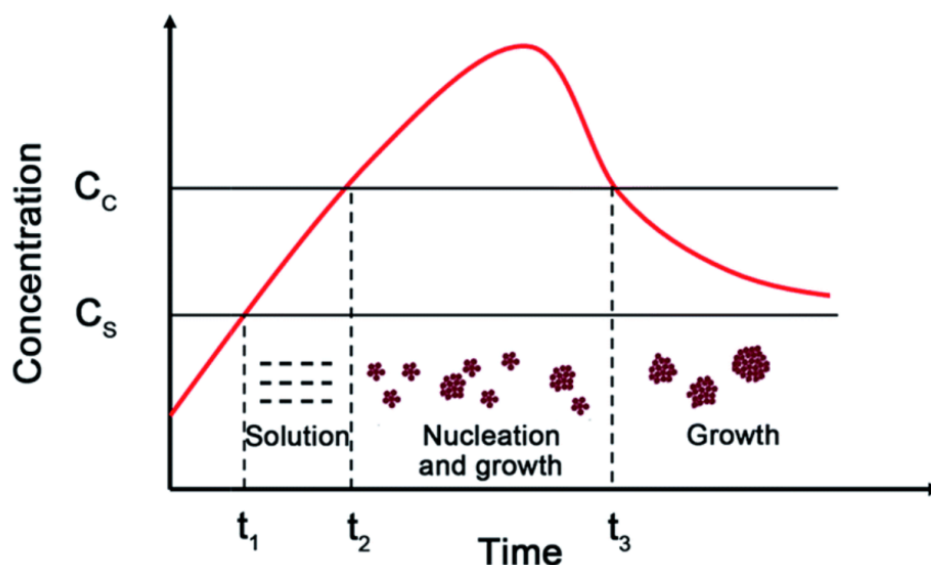 Concentration
C_C
C_S
Solution
Nucleation
and growth
Growth
t_1
t_2
t_3
Time